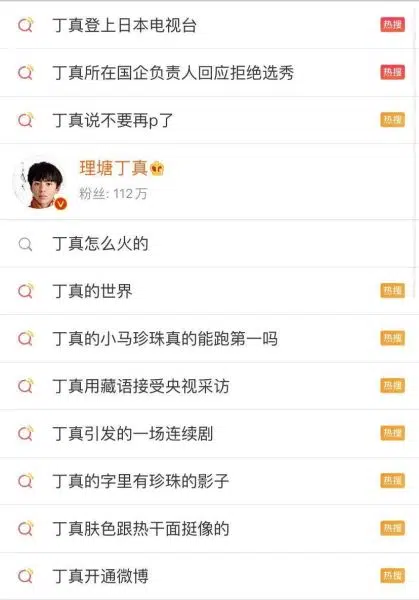 丁真登上日本电视台 热搜
丁真所在国企负责人回应拒绝选秀 热搜
丁真说不要再p了 热搜
理塘丁真
粉丝: 112万
丁真怎么火的
丁真的世界 热搜
丁真的小马珍珠真的能跑第一吗 热搜
丁真用藏语接受央视采访 热搜
丁真引发的一场连续剧 热搜
丁真的字里有珍珠的影子 热搜
丁真肤色跟热干面挺像的 热搜
丁真开通微博 热搜